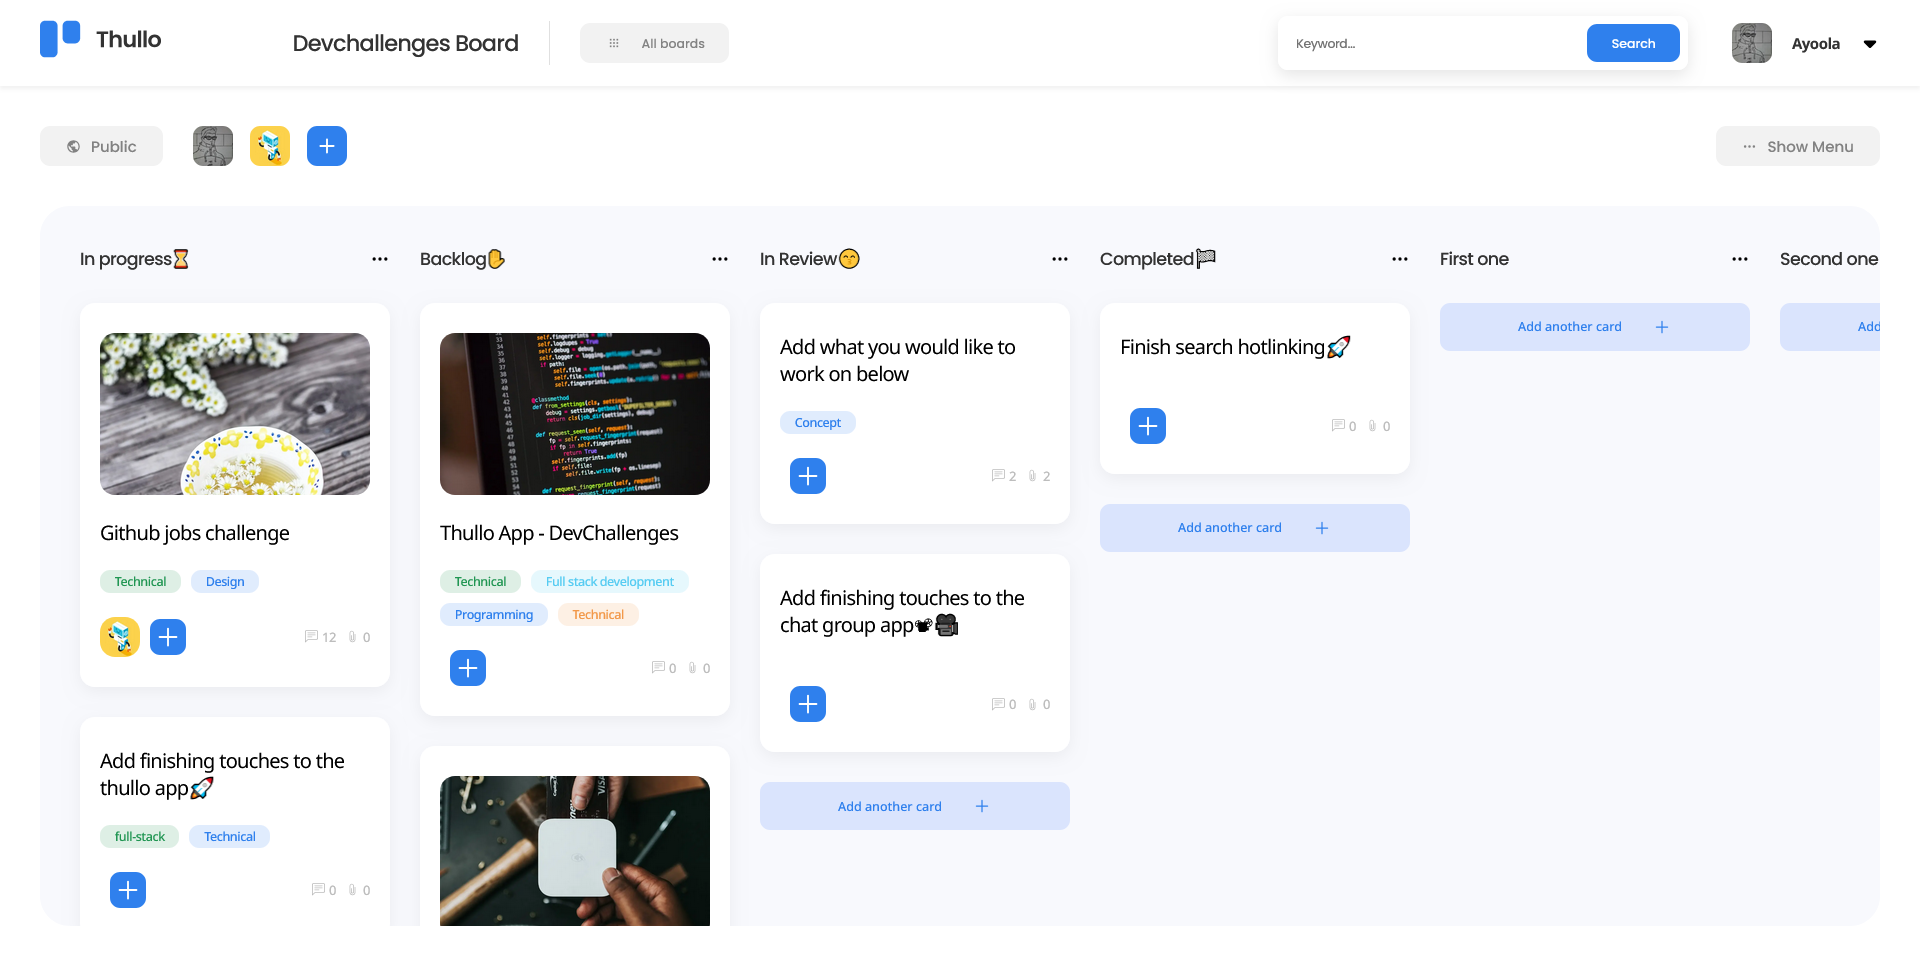 Thullo
Devchallenges Board
All boards
Keyword...
Search
Ayoola
Public
Show Menu
In progress⏳
Github jobs challenge
Technical
Design
12
0
Add finishing touches to the
thullo app🚀
full-stack
Technical
0
0
Backlog✋
Thullo App - DevChallenges
Technical
Full stack development
Programming
Technical
0
0
VISA
In Review😙
Add what you would like to
work on below
Concept
2
2
Add finishing touches to the
chat group app📽🎥
0
0
Add another card
Completed🏁
Finish search hotlinking🚀
0
0
Add another card
First one
Add another card
Second one
Add